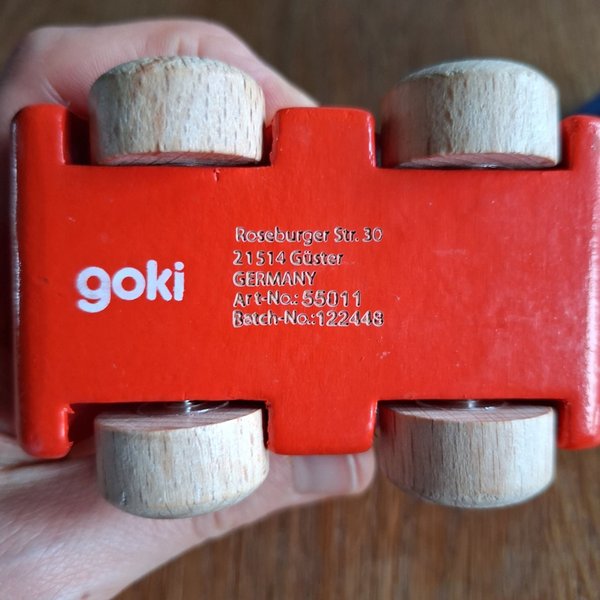 goki
Roseburger Str. 30
21514 Güster
GERMANY
Art-No.: 55011
Batch-No.:122448